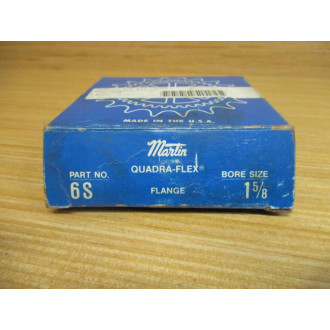 MADE IN THE U.S.A.
Martin
QUADRA-FLEX®
PART NO.
BORE SIZE
6S
FLANGE
1 5/8